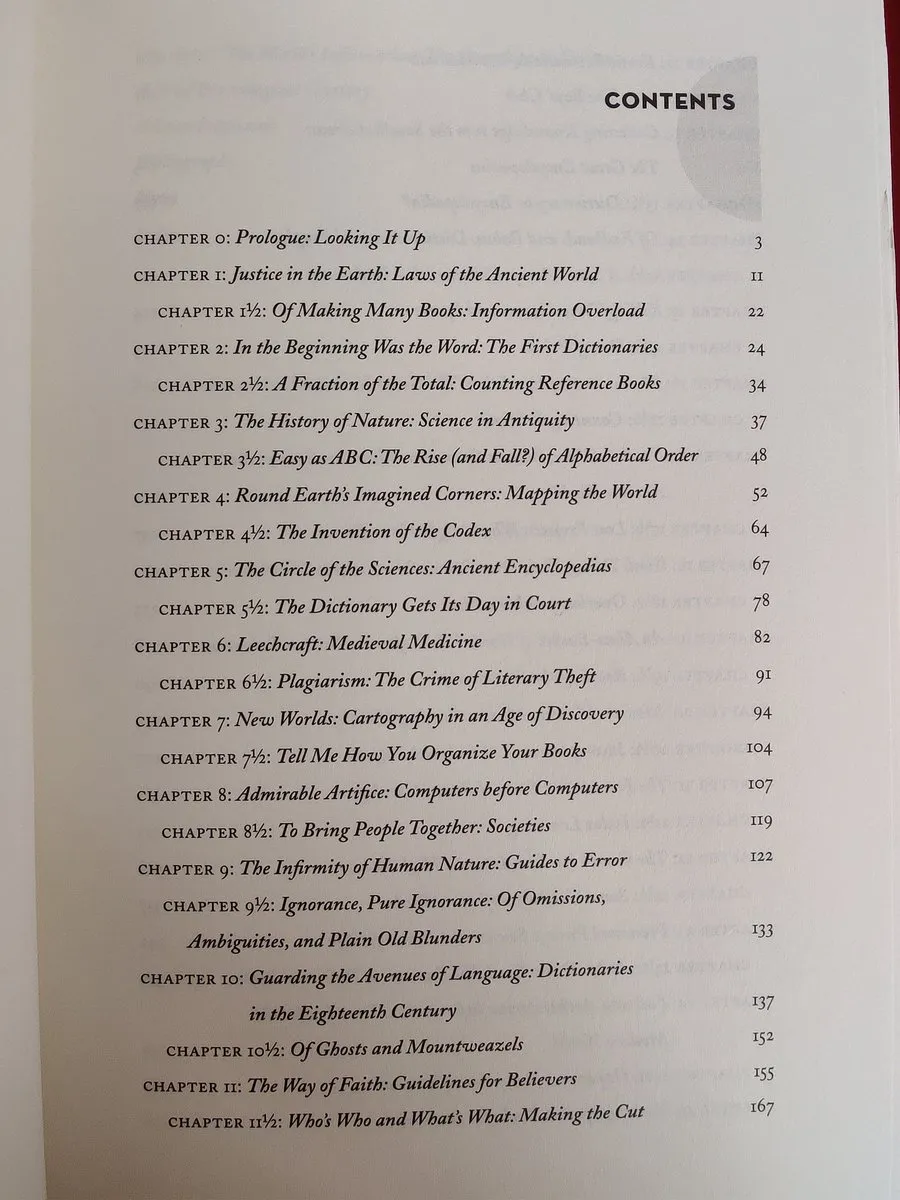 CONTENTS
CHAPTER 0: Prologue: Looking It Up 3
CHAPTER 1: Justice in the Earth: Laws of the Ancient World 11
CHAPTER 1½: Of Making Many Books: Information Overload 22
CHAPTER 2: In the Beginning Was the Word: The First Dictionaries 24
CHAPTER 2½: A Fraction of the Total: Counting Reference Books 34
CHAPTER 3: The History of Nature: Science in Antiquity 37
CHAPTER 3½: Easy as ABC: The Rise (and Fall?) of Alphabetical Order 48
CHAPTER 4: Round Earth's Imagined Corners: Mapping the World 52
CHAPTER 4½: The Invention of the Codex 64
CHAPTER 5: The Circle of the Sciences: Ancient Encyclopedias 67
CHAPTER 5½: The Dictionary Gets Its Day in Court 78
CHAPTER 6: Leechcraft: Medieval Medicine 82
CHAPTER 6½: Plagiarism: The Crime of Literary Theft 91
CHAPTER 7: New Worlds: Cartography in an Age of Discovery 94
CHAPTER 7½: Tell Me How You Organize Your Books 104
CHAPTER 8: Admirable Artifice: Computers before Computers 107
CHAPTER 8½: To Bring People Together: Societies 119
CHAPTER 9: The Infirmity of Human Nature: Guides to Error 122
CHAPTER 9½: Ignorance, Pure Ignorance: Of Omissions,
Ambiguities, and Plain Old Blunders 133
CHAPTER 10: Guarding the Avenues of Language: Dictionaries
in the Eighteenth Century 137
CHAPTER 10½: Of Ghosts and Mountweazels 152
CHAPTER 11: The Way of Faith: Guidelines for Believers 155
CHAPTER 11½: Who's Who and What's What: Making the Cut 167